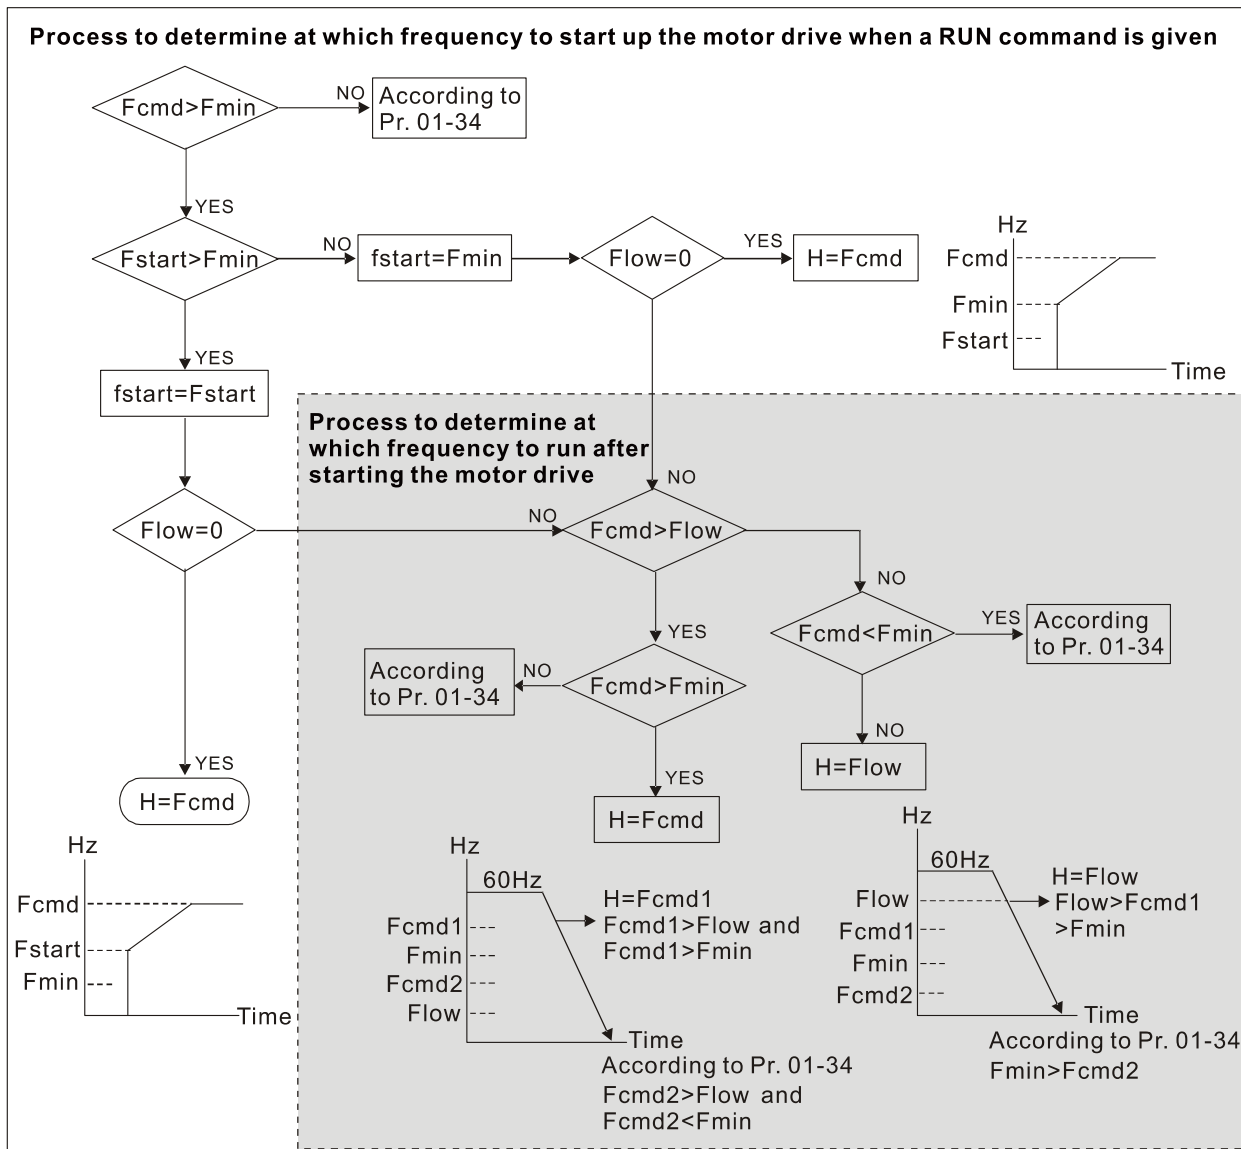 Process to determine at which frequency to start up the motor drive when a RUN command is given
Fcmd>Fmin
NO
According to
Pr. 01-34
YES
Fstart>Fmin
NO
fstart=Fmin
Flow=0
YES
H=Fcmd
Hz
Fcmd
Fmin
Fstart
Time
YES
fstart=Fstart
Process to determine at
which frequency to run after
starting the motor drive
NO
Flow=0
NO
Fcmd>Flow
NO
Fcmd<Fmin
YES
According
to Pr. 01-34
YES
Fcmd>Fmin
NO
According
to Pr. 01-34
NO
H=Flow
YES
H=Fcmd
YES
H=Fcmd
Hz
Fcmd
Fstart
Fmin
Time
Hz
60Hz
H=Fcmd1
Fcmd1>Flow and
Fcmd1>Fmin
Fcmd1
Fmin
Fcmd2
Flow
Time
According to Pr. 01-34
Fcmd2>Flow and
Fcmd2<Fmin
Hz
60Hz
H=Flow
Flow>Fcmd1
>Fmin
Flow
Fcmd1
Fmin
Fcmd2
Time
According to Pr. 01-34
Fmin>Fcmd2